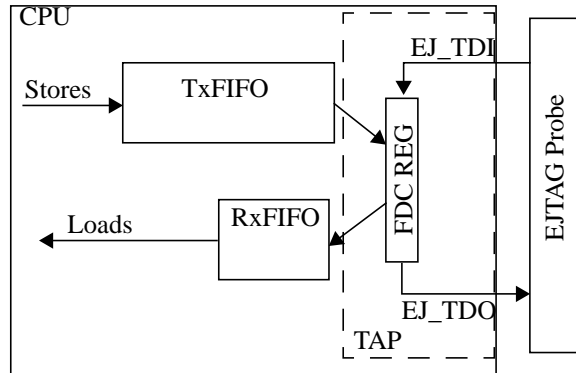 CPU
EJ_TDI
Stores
TxFIFO
FDC REG
EJTAG Probe
RxFIFO
Loads
EJ_TDO
TAP